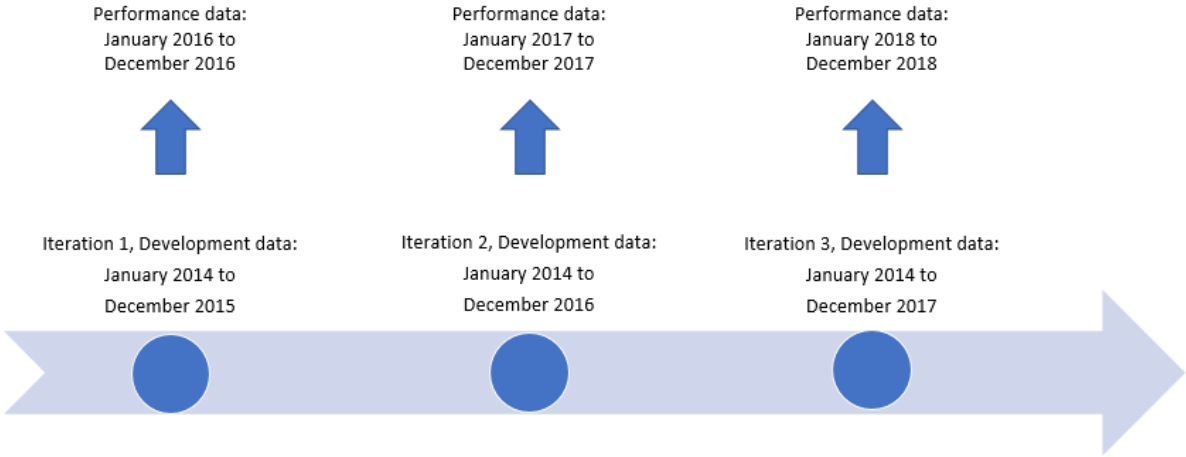 Performance data:
January 2016 to
December 2016
Performance data:
January 2017 to
December 2017
Performance data:
January 2018 to
December 2018
Iteration 1, Development data:
January 2014 to
December 2015
Iteration 2, Development data:
January 2014 to
December 2016
Iteration 3, Development data:
January 2014 to
December 2017